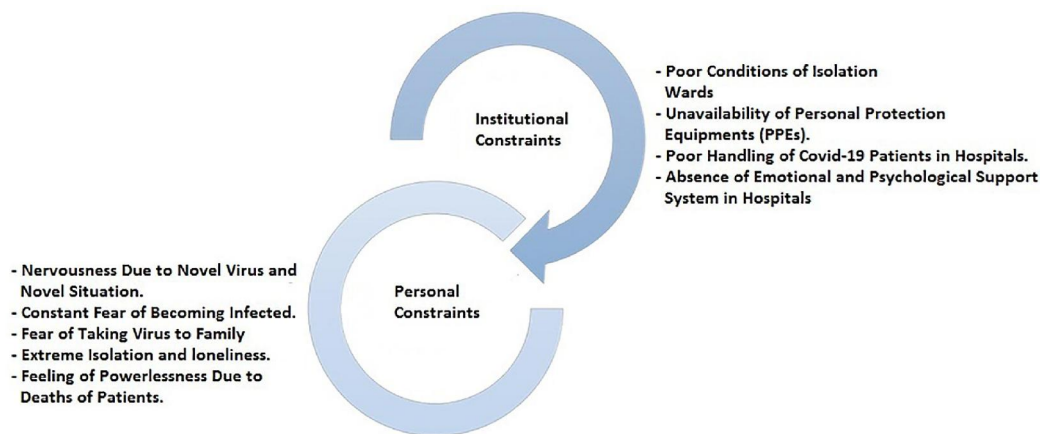 Institutional
Constraints
- Poor Conditions of Isolation
Wards
- Unavailability of Personal Protection
Equipments (PPEs).
- Poor Handling of Covid-19 Patients in Hospitals.
- Absence of Emotional and Psychological Support
System in Hospitals
Personal
Constraints
- Nervousness Due to Novel Virus and
Novel Situation.
- Constant Fear of Becoming Infected.
- Fear of Taking Virus to Family
- Extreme Isolation and loneliness.
- Feeling of Powerlessness Due to
Deaths of Patients.